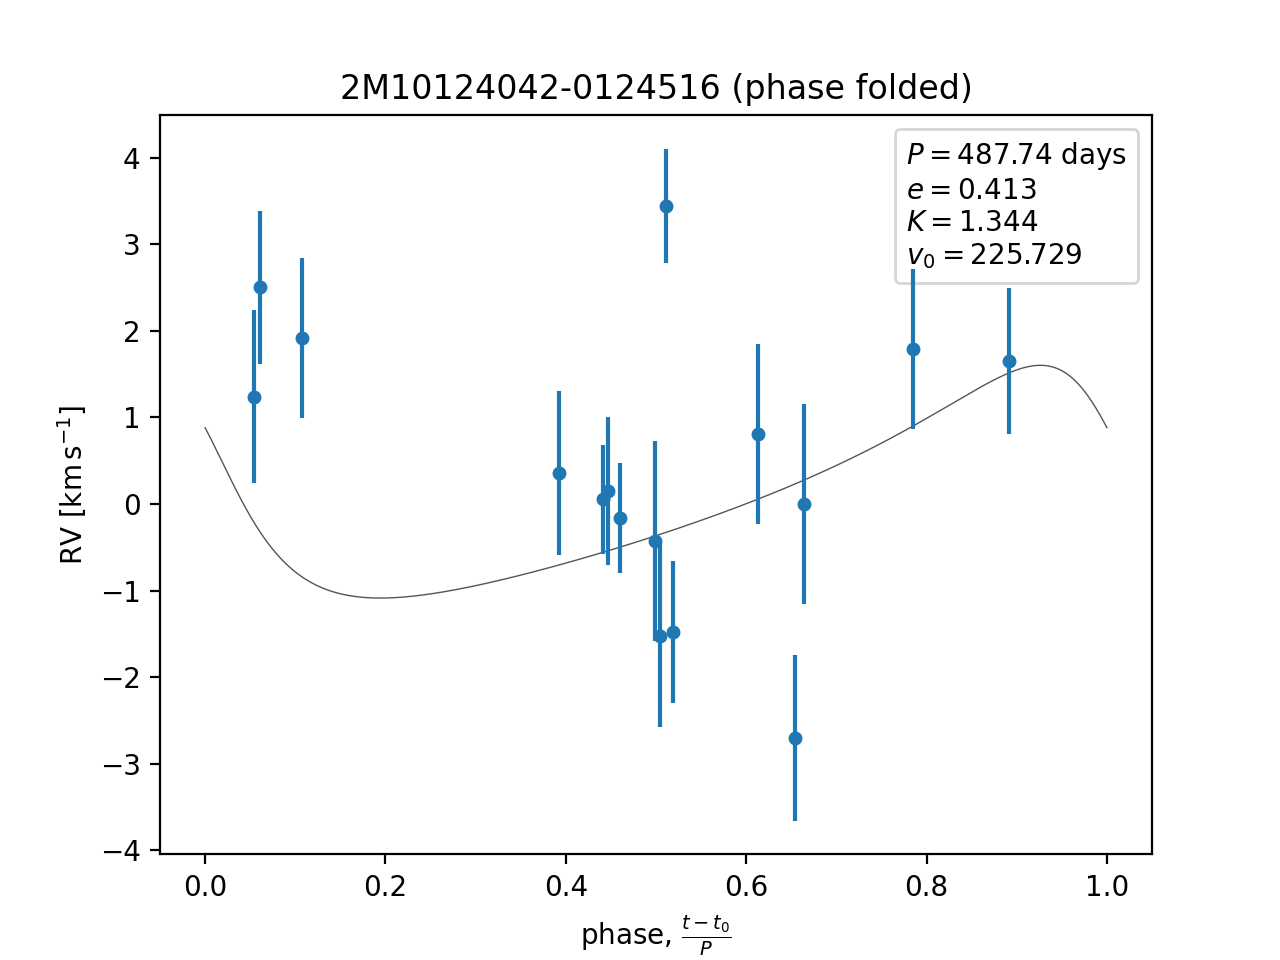 2M10124042-0124516 (phase folded)
P = 487.74 days
e = 0.413
K = 1.344
v₀ = 225.729
RV [km s⁻¹]
4
3
2
1
0
−1
−2
−3
−4
0.0 0.2 0.4 0.6 0.8 1.0
phase, (t − t₀)/P